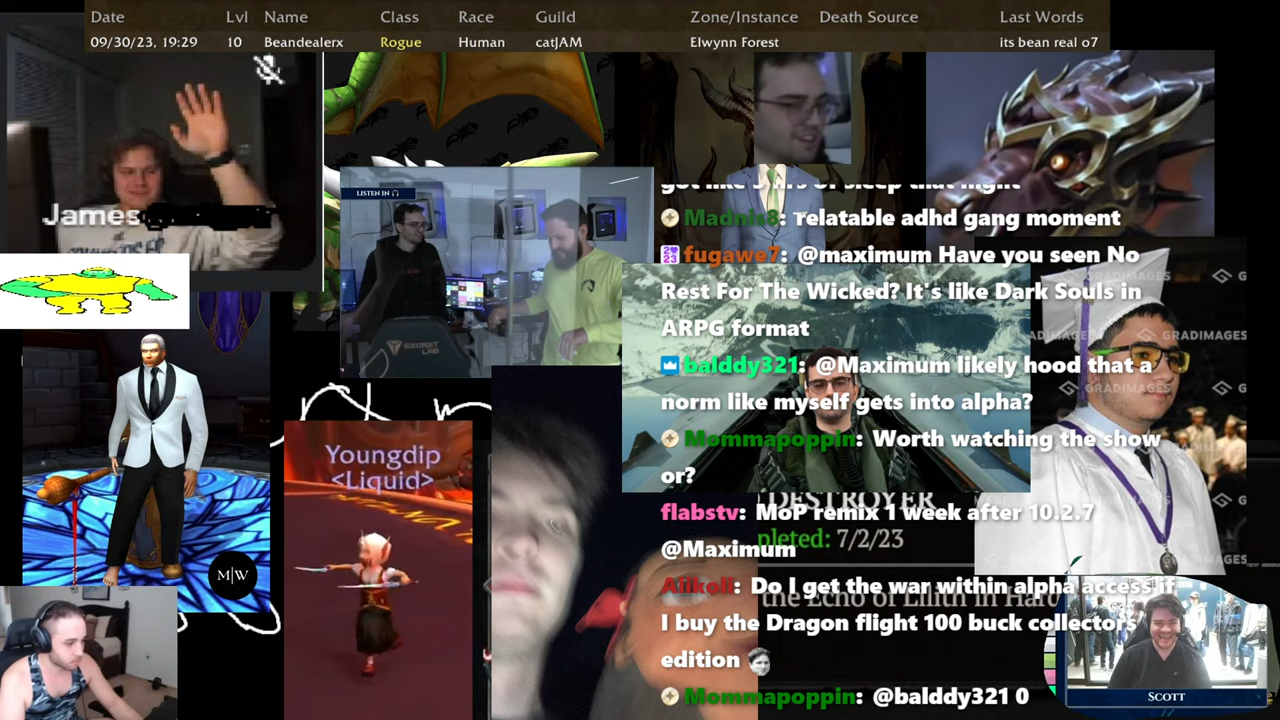 Date Lvl Name Class Race Guild Zone/Instance Death Source Last Words
09/30/23, 19:29 10 Beandealerx Rogue Human catJAM Elwynn Forest its bean real o7
James
LISTEN IN
SECRET
LAB
Youngdip
<Liquid>
M|W
Madnis8: relatable adhd gang moment
fugawe7: @maximum Have you seen No
Rest For The Wicked? It's like Dark Souls in
ARPG format
balddy321: @Maximum likely hood that a
norm like myself gets into alpha?
Mommapoppin: Worth watching the show
or?
flabstv: MoP remix 1 week after 10.2.7
@Maximum
Alikoll: Do I get the war within alpha access if
I buy the Dragon flight 100 buck collectors
edition
Mommapoppin: @balddy321 0
DESTROYER
pleted: 7/2/23
the Echo of Lilith in
GRADIMAGES
GRADIMAGES
GRADIMAGES
SCOTT